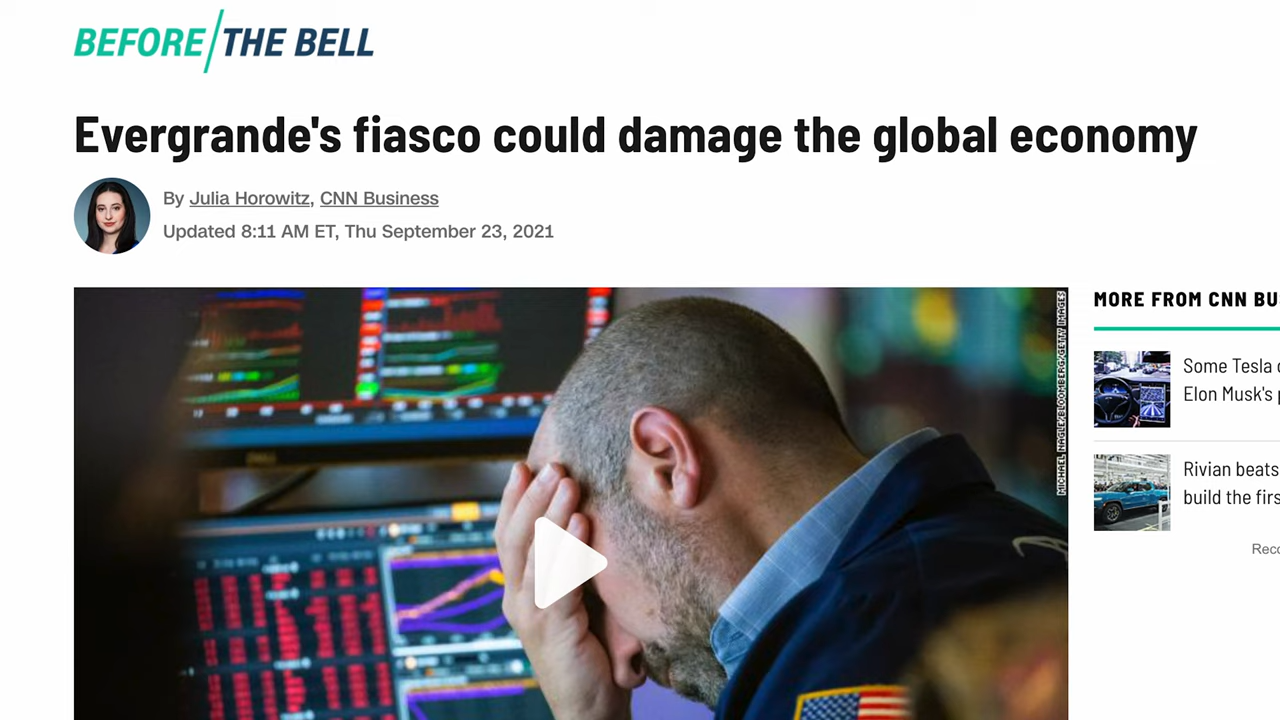 BEFORE/THE BELL
Evergrande's fiasco could damage the global economy
By Julia Horowitz, CNN Business
Updated 8:11 AM ET, Thu September 23, 2021
MICHAEL NAGLE/BLOOMBERG/GETTY IMAGES
MORE FROM CNN BU
Some Tesla
Elon Musk's
Rivian beats
build the firs
Reco